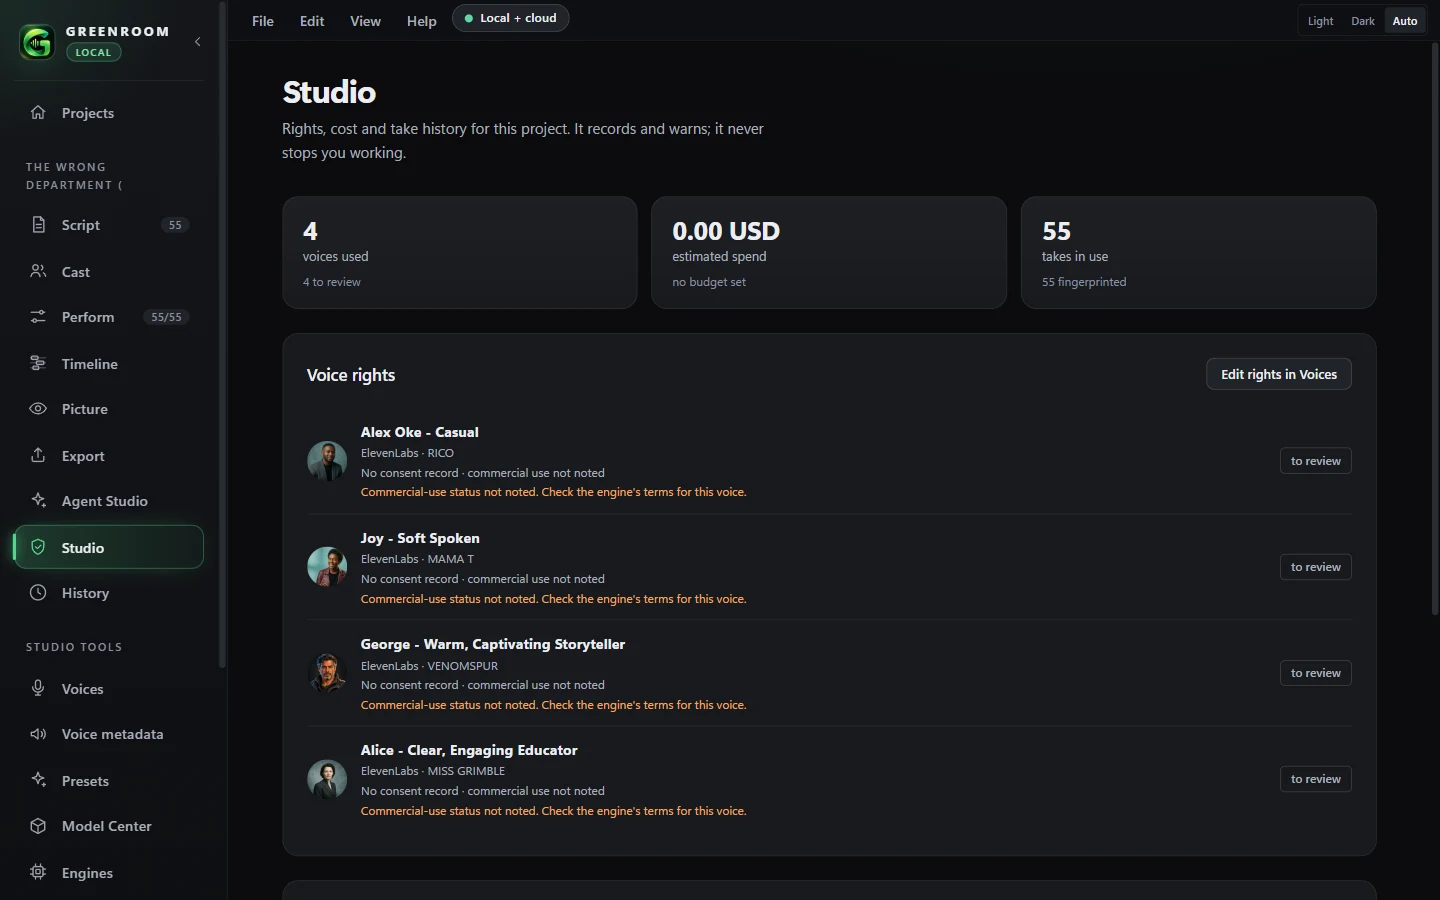 GREENROOM
LOCAL
Projects
THE WRONG
DEPARTMENT (
Script 55
Cast
Perform 55/55
Timeline
Picture
Export
Agent Studio
Studio
History
STUDIO TOOLS
Voices
Voice metadata
Presets
Model Center
Engines
File Edit View Help Local + cloud Light Dark Auto
Studio
Rights, cost and take history for this project. It records and warns; it never
stops you working.
4
voices used
4 to review
0.00 USD
estimated spend
no budget set
55
takes in use
55 fingerprinted
Voice rights Edit rights in Voices
Alex Oke - Casual
ElevenLabs · RICO
No consent record · commercial use not noted
Commercial-use status not noted. Check the engine's terms for this voice.
to review
Joy - Soft Spoken
ElevenLabs · MAMA T
No consent record · commercial use not noted
Commercial-use status not noted. Check the engine's terms for this voice.
to review
George - Warm, Captivating Storyteller
ElevenLabs · VENOMSPUR
No consent record · commercial use not noted
Commercial-use status not noted. Check the engine's terms for this voice.
to review
Alice - Clear, Engaging Educator
ElevenLabs · MISS GRIMBLE
No consent record · commercial use not noted
Commercial-use status not noted. Check the engine's terms for this voice.
to review